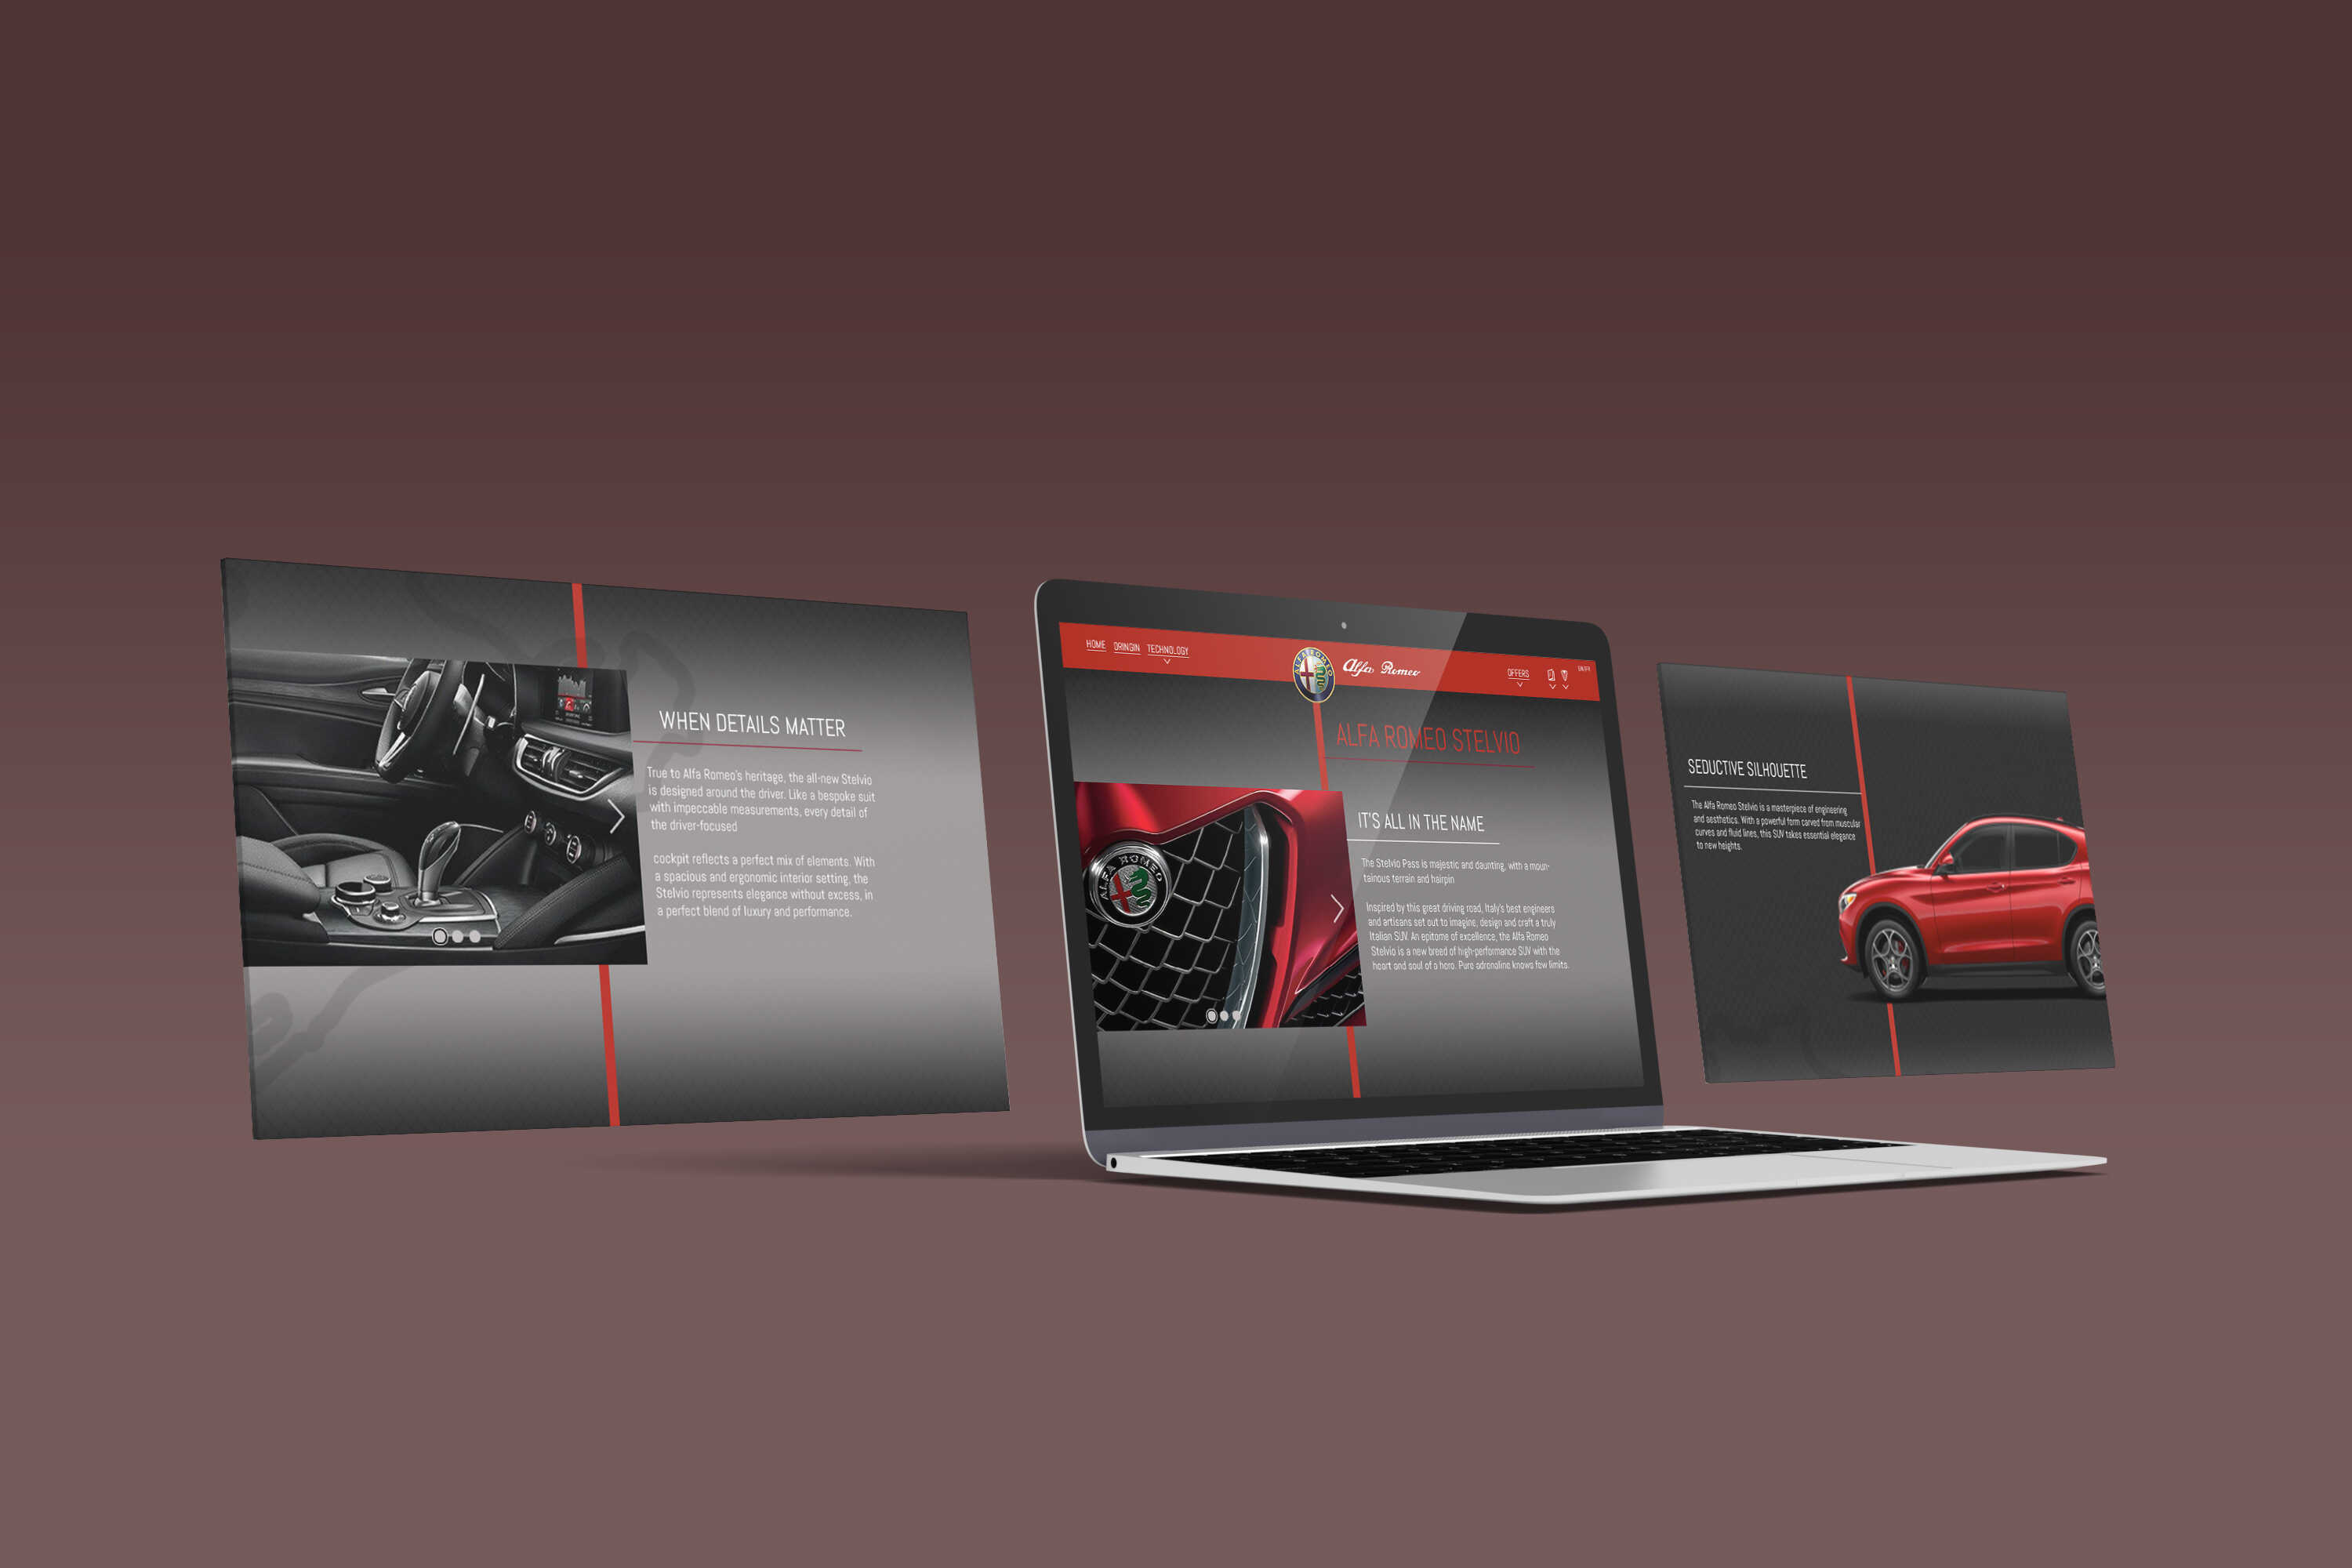 WHEN DETAILS MATTER
True to Alfa Romeo's heritage, the all-new Stelvio
is designed around the driver. Like a bespoke suit
with impeccable measurements, every detail of
the driver-focused
cockpit reflects a perfect mix of elements. With
a spacious and ergonomic interior setting, the
Stelvio represents elegance without excess, in
a perfect blend of luxury and performance.
HOME ORINGIN TECHNOLOGY
ALFA ROMEO
Alfa Romeo
OFFERS
ALFA ROMEO STELVIO
ALFA ROMEO
IT'S ALL IN THE NAME
The Stelvio Pass is majestic and daunting, with a moun-
tainous terrain and hairpin
Inspired by this great driving road, Italy's best engineers
and artisans set out to imagine, design and craft a truly
Italian SUV. An epitome of excellence, the Alfa Romeo
Stelvio is a new breed of high-performance SUV with the
heart and soul of a hero. Pure adrenaline knows few limits.
SEDUCTIVE SILHOUETTE
The Alfa Romeo Stelvio is a masterpiece of engineering
and aesthetics. With a powerful form carved from muscular
curves and fluid lines, this SUV takes essential elegance
to new heights.